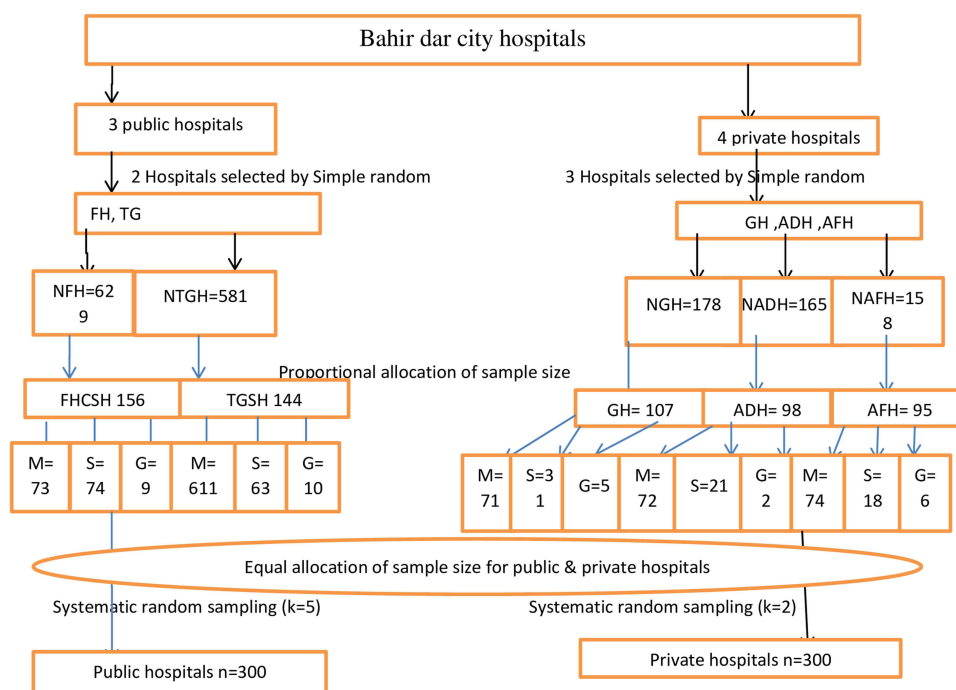 Bahir dar city hospitals
3 public hospitals
4 private hospitals
2 Hospitals selected by Simple random
3 Hospitals selected by Simple random
FH, TG
GH ,ADH ,AFH
NFH=62
9
NTGH=581
NGH=178
NADH=165
NAFH=15
8
Proportional allocation of sample size
FHCSH 156
TGSH 144
GH= 107
ADH= 98
AFH= 95
M=
73
S=
74
G=
9
M=
611
S=
63
G=
10
M=
71
S=3
1
G=5
M=
72
S=21
G=
2
M=
74
S=
18
G=
6
Equal allocation of sample size for public & private hospitals
Systematic random sampling (k=5)
Systematic random sampling (k=2)
Public hospitals n=300
Private hospitals n=300